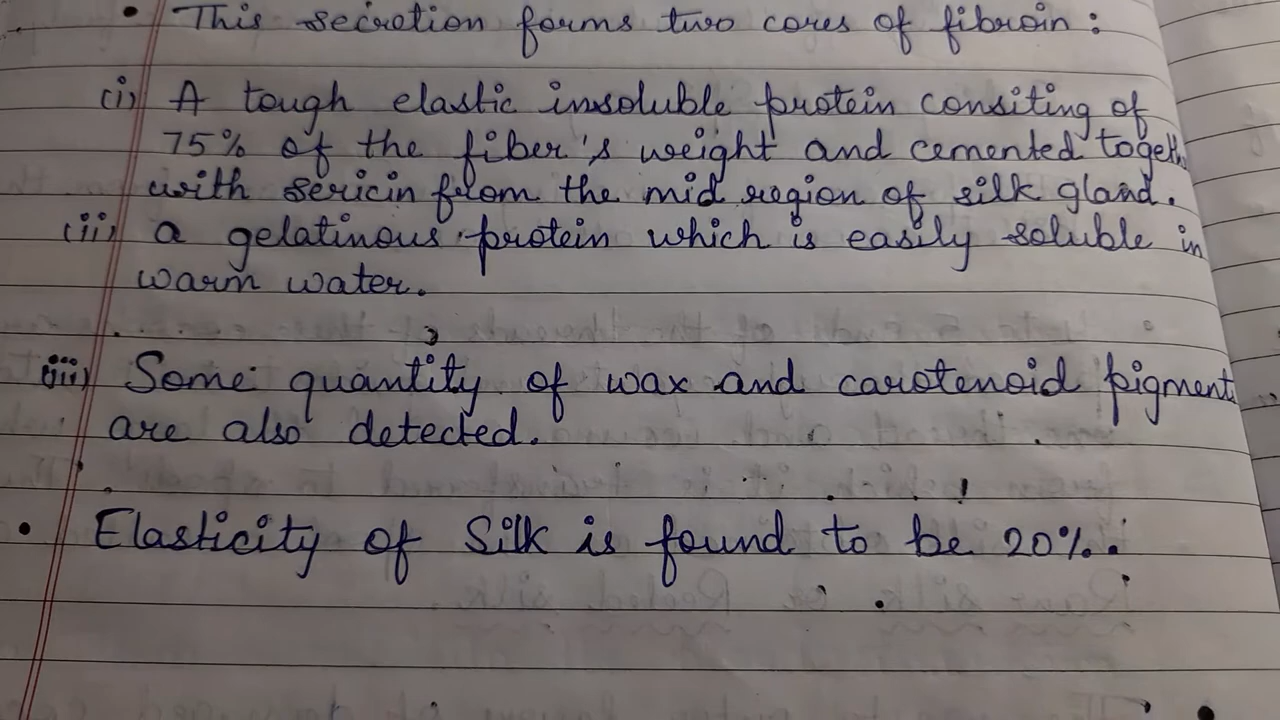 • This secretion forms two cores of fibroin :
(i) A tough elastic insoluble protein consiting of
75% of the fiber's weight and cemented togeth
with sericin from the mid region of silk gland.
(ii) a gelatinous protein which is easily soluble in
warm water.
(iii) Some quantity of wax and carotenoid pigment
are also detected.
• Elasticity of Silk is found to be 20%.